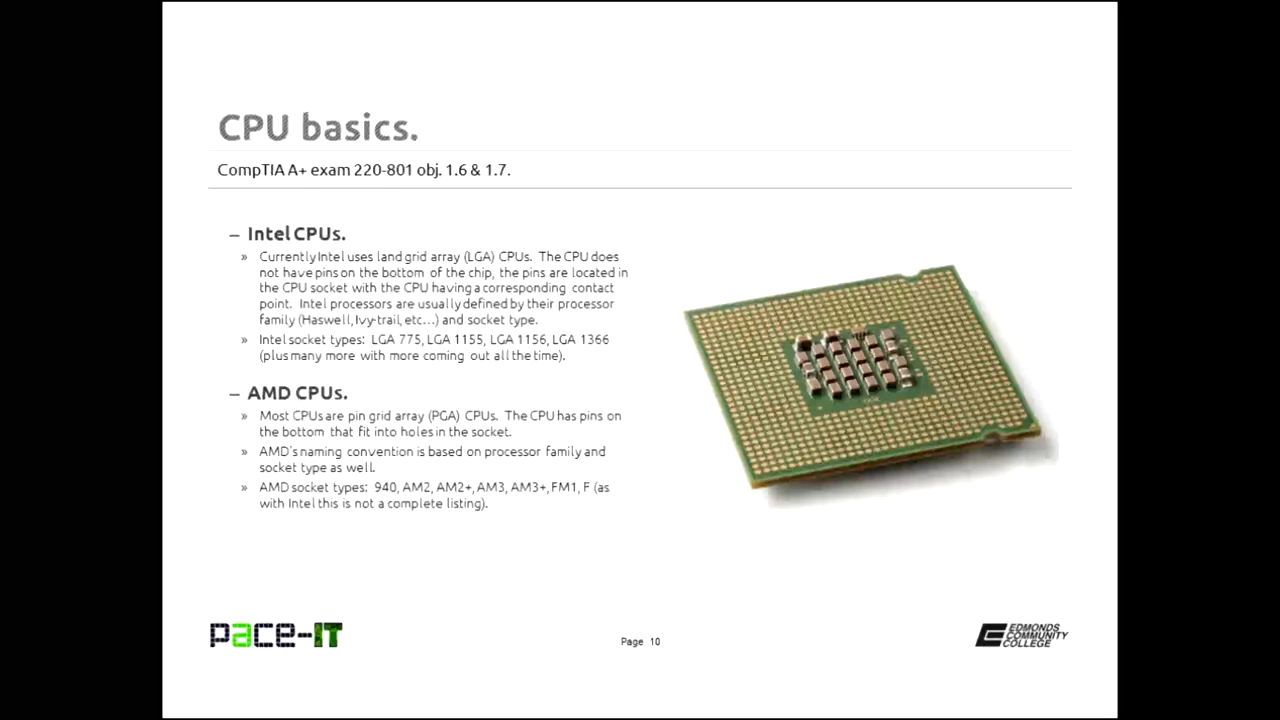 CPU basics.
CompTIA A+ exam 220-801 obj. 1.6 & 1.7.
– Intel CPUs.
» Currently Intel uses land grid array (LGA) CPUs. The CPU does
not have pins on the bottom of the chip, the pins are located in
the CPU socket with the CPU having a corresponding contact
point. Intel processors are usually defined by their processor
family (Haswell, Ivy-trail, etc...) and socket type.
» Intel socket types: LGA 775, LGA 1155, LGA 1156, LGA 1366
(plus many more with more coming out all the time).
– AMD CPUs.
» Most CPUs are pin grid array (PGA) CPUs. The CPU has pins on
the bottom that fit into holes in the socket.
» AMD's naming convention is based on processor family and
socket type as well.
» AMD socket types: 940, AM2, AM2+, AM3, AM3+, FM1, F (as
with Intel this is not a complete listing).
pace-IT
Page 10
EDMONDS
COMMUNITY
COLLEGE